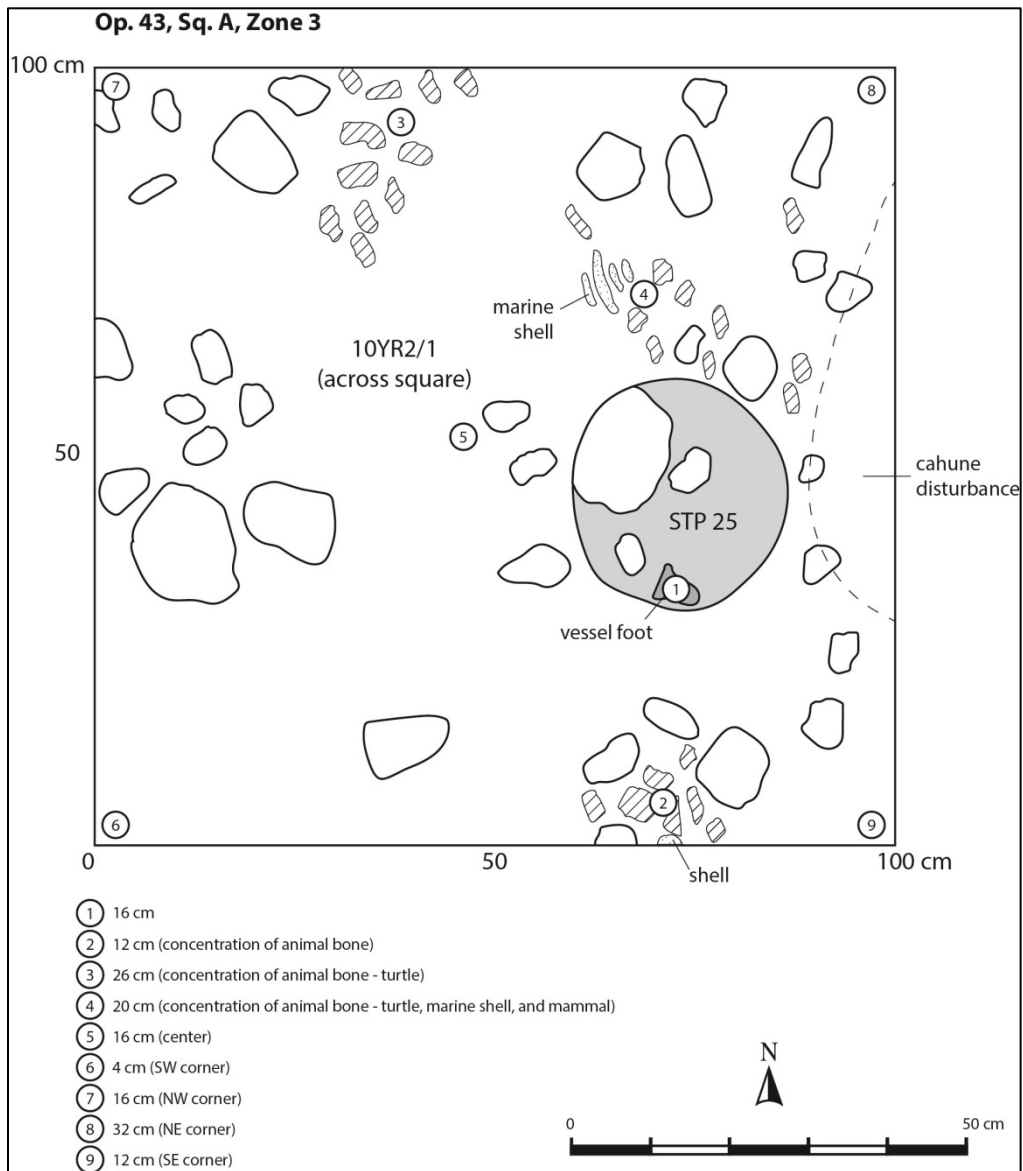 Op. 43, Sq. A, Zone 3
100 cm
7
8
3
marine
shell
4
10YR2/1
(across square)
5
50
cahune
disturbance
STP 25
1
vessel foot
2
6
9
0
50
100 cm
shell
1 16 cm
2 12 cm (concentration of animal bone)
3 26 cm (concentration of animal bone - turtle)
4 20 cm (concentration of animal bone - turtle, marine shell, and mammal)
5 16 cm (center)
6 4 cm (SW corner)
7 16 cm (NW corner)
8 32 cm (NE corner)
9 12 cm (SE corner)
N
0
50 cm